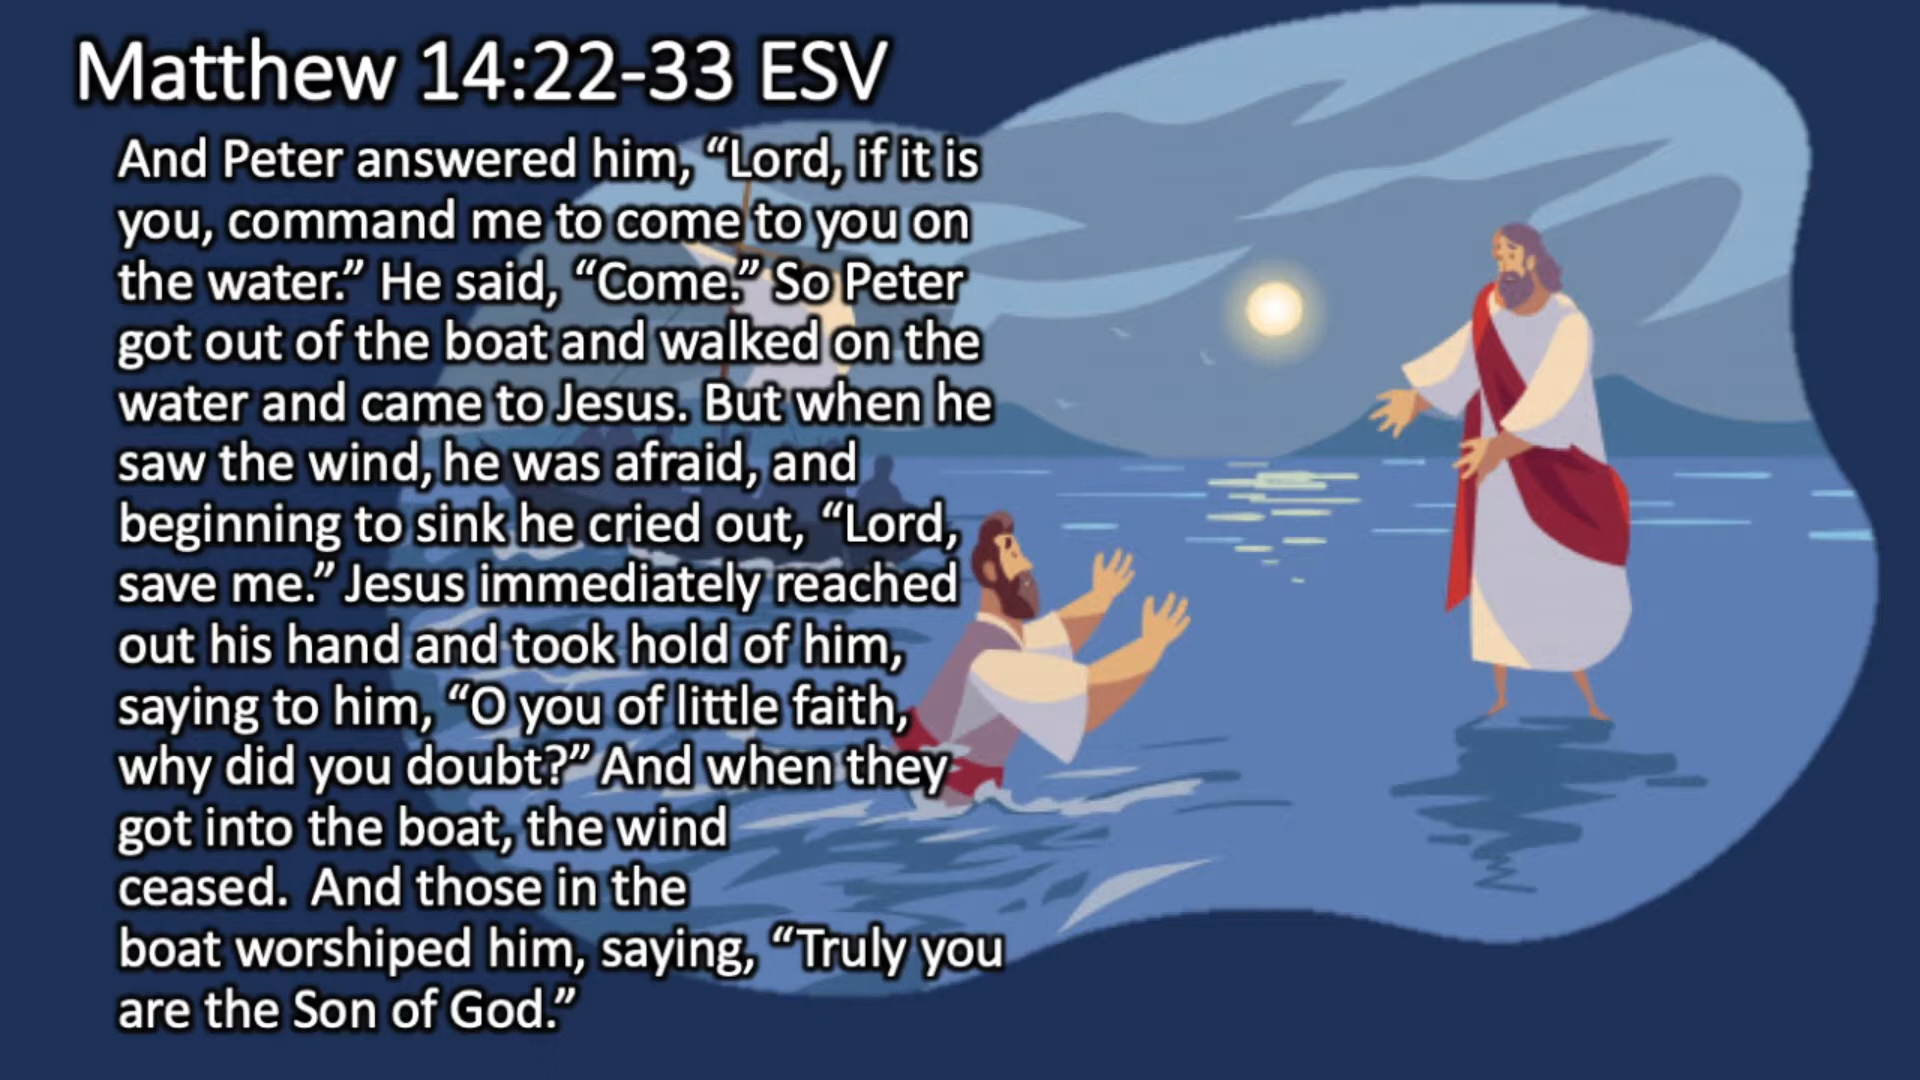 Matthew 14:22-33 ESV
And Peter answered him, “Lord, if it is
you, command me to come to you on
the water.” He said, “Come.” So Peter
got out of the boat and walked on the
water and came to Jesus. But when he
saw the wind, he was afraid, and
beginning to sink he cried out, “Lord,
save me.” Jesus immediately reached
out his hand and took hold of him,
saying to him, “O you of little faith,
why did you doubt?” And when they
got into the boat, the wind
ceased.  And those in the
boat worshiped him, saying, “Truly you
are the Son of God.”